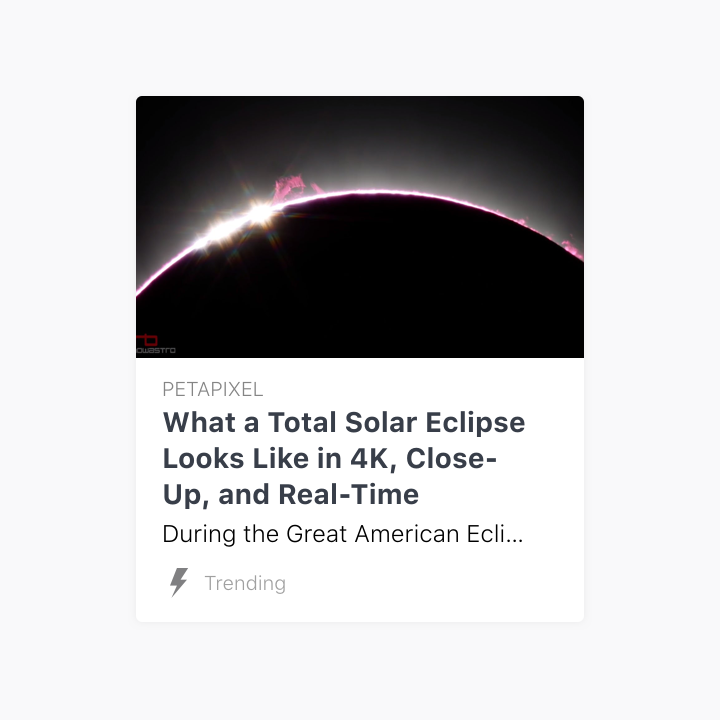 PETAPIXEL
What a Total Solar Eclipse
Looks Like in 4K, Close-
Up, and Real-Time
During the Great American Ecli...
Trending